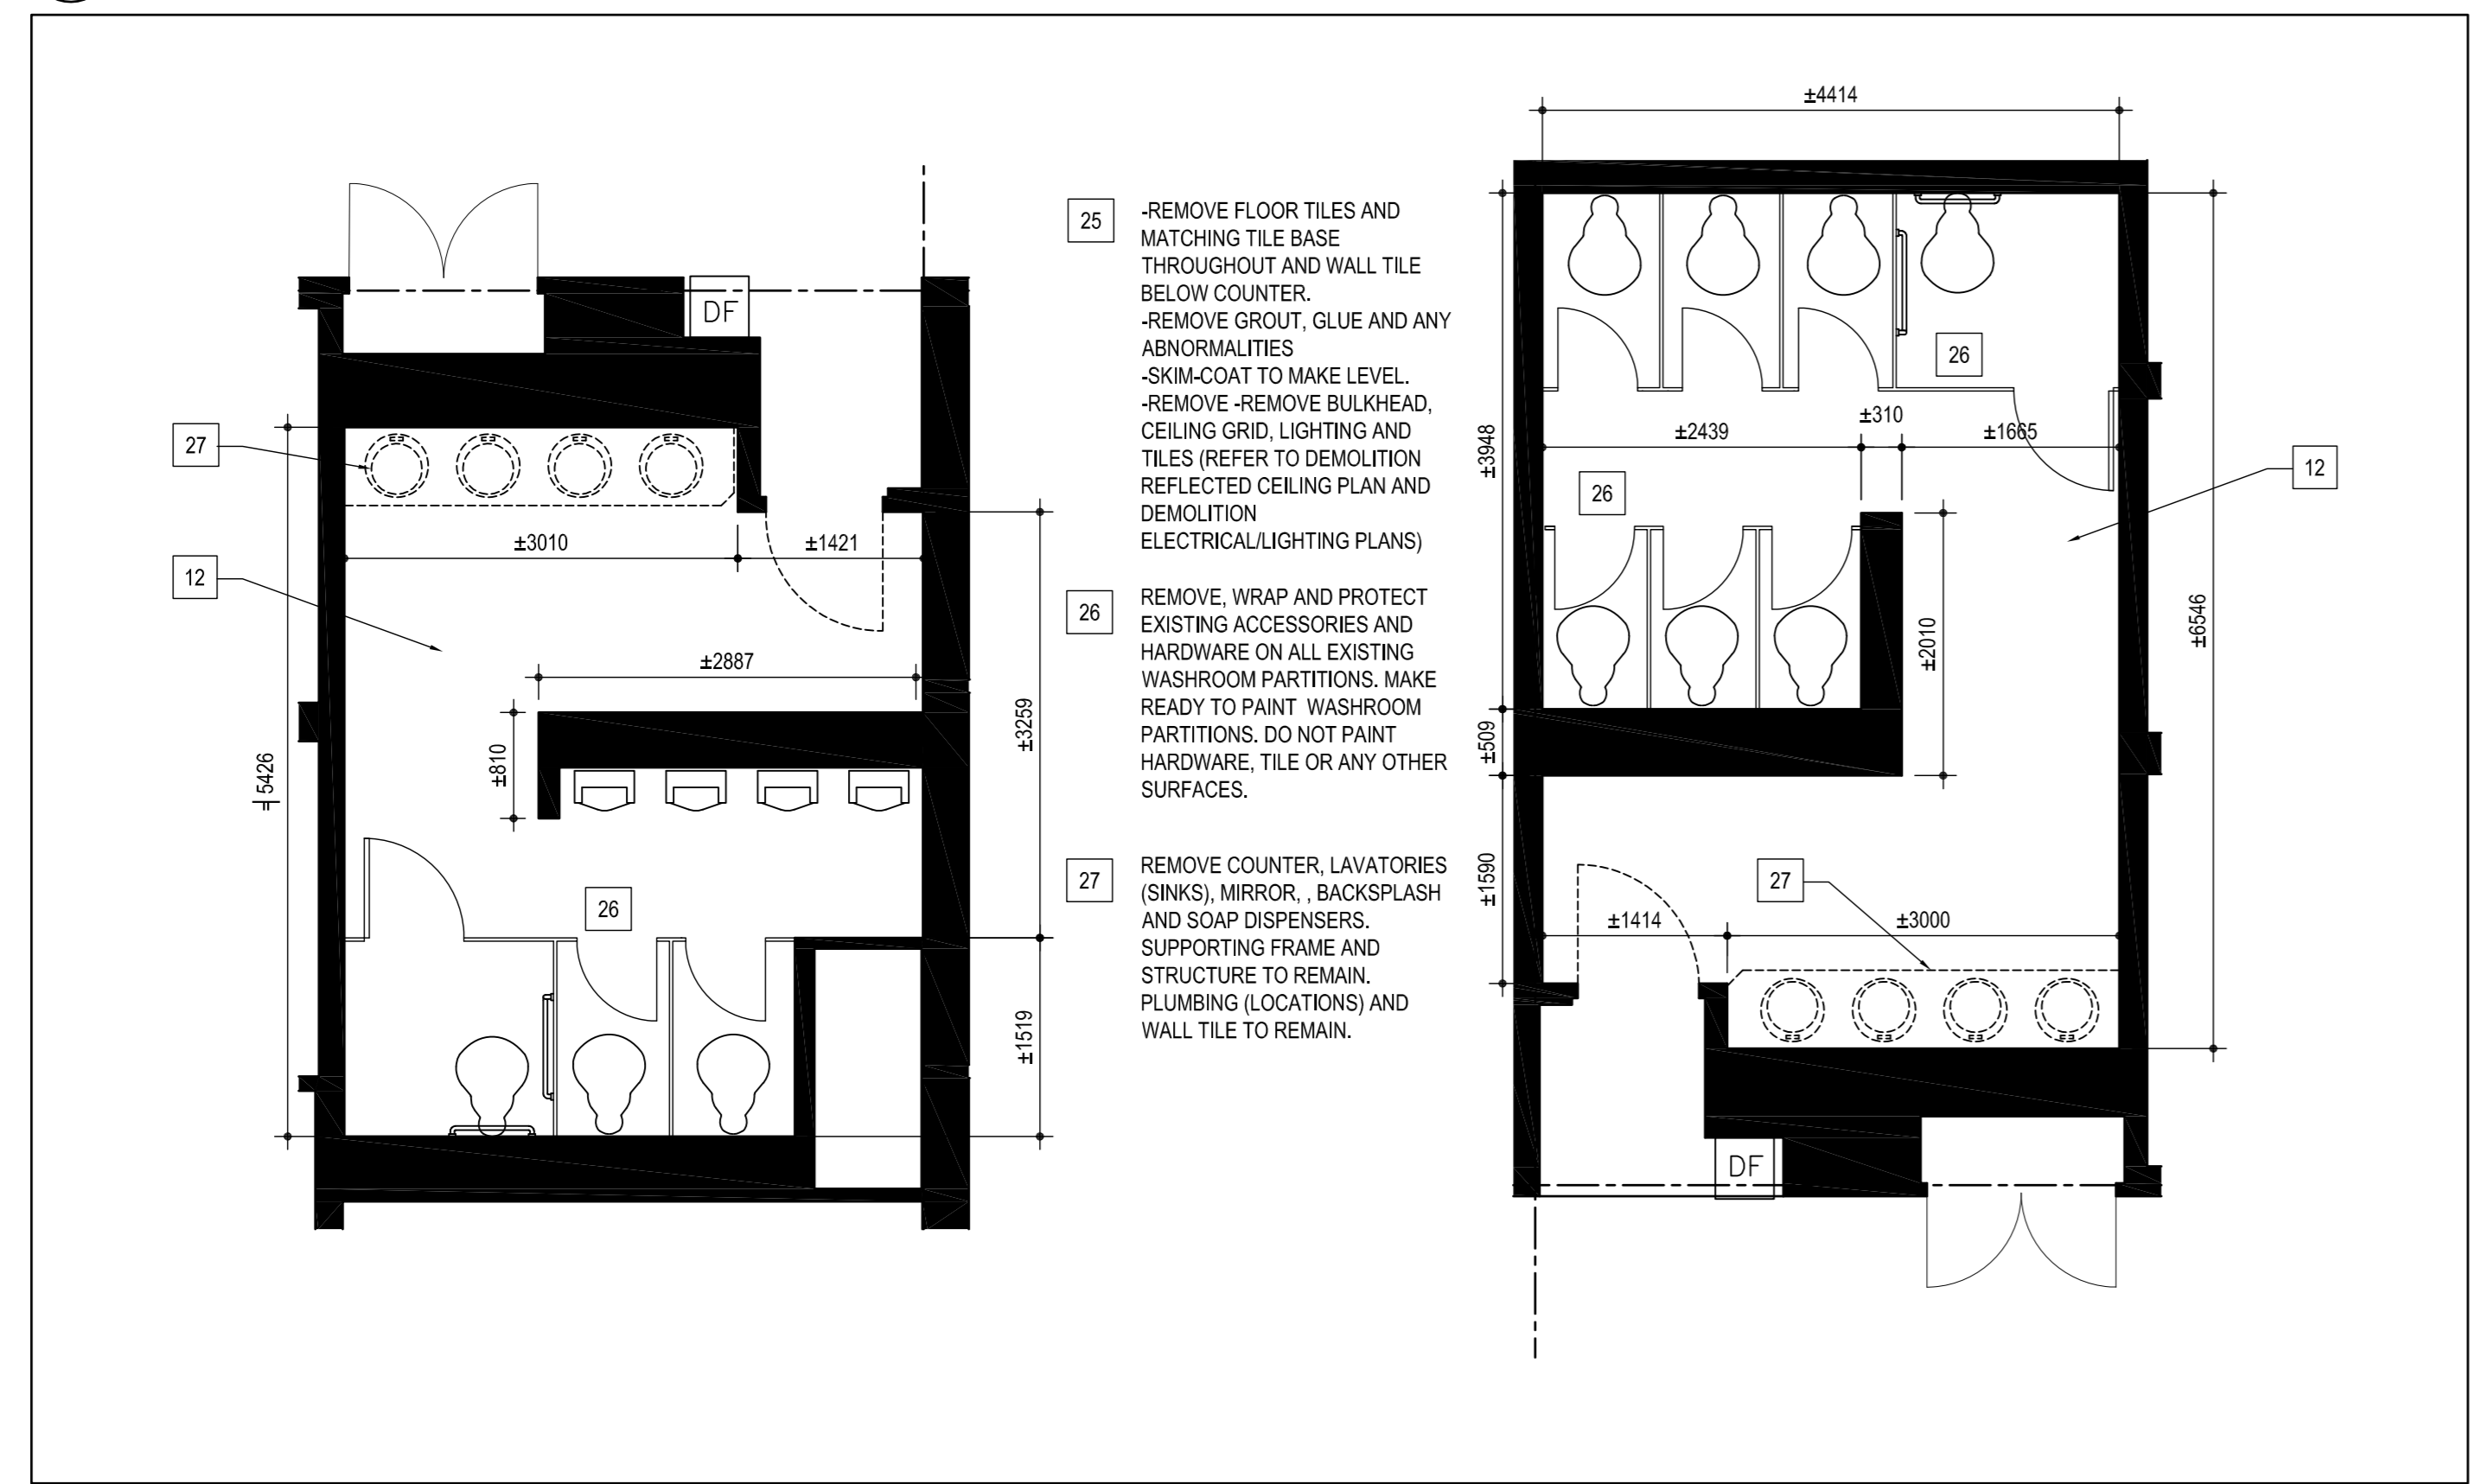 DF
27
±3010
±1421
12
±2887
±810
±3259
±5426
26
±1519
25
-REMOVE FLOOR TILES AND
MATCHING TILE BASE
THROUGHOUT AND WALL TILE
BELOW COUNTER.
-REMOVE GROUT, GLUE AND ANY
ABNORMALITIES
-SKIM-COAT TO MAKE LEVEL.
-REMOVE -REMOVE BULKHEAD,
CEILING GRID, LIGHTING AND
TILES (REFER TO DEMOLITION
REFLECTED CEILING PLAN AND
DEMOLITION
ELECTRICAL/LIGHTING PLANS)
26
REMOVE, WRAP AND PROTECT
EXISTING ACCESSORIES AND
HARDWARE ON ALL EXISTING
WASHROOM PARTITIONS. MAKE
READY TO PAINT WASHROOM
PARTITIONS. DO NOT PAINT
HARDWARE, TILE OR ANY OTHER
SURFACES.
27
REMOVE COUNTER, LAVATORIES
(SINKS), MIRROR, , BACKSPLASH
AND SOAP DISPENSERS.
SUPPORTING FRAME AND
STRUCTURE TO REMAIN.
PLUMBING (LOCATIONS) AND
WALL TILE TO REMAIN.
±4414
26
±310
±2439
±1665
±3948
12
26
±2010
±6546
±509
±1590
27
±1414
±3000
DF